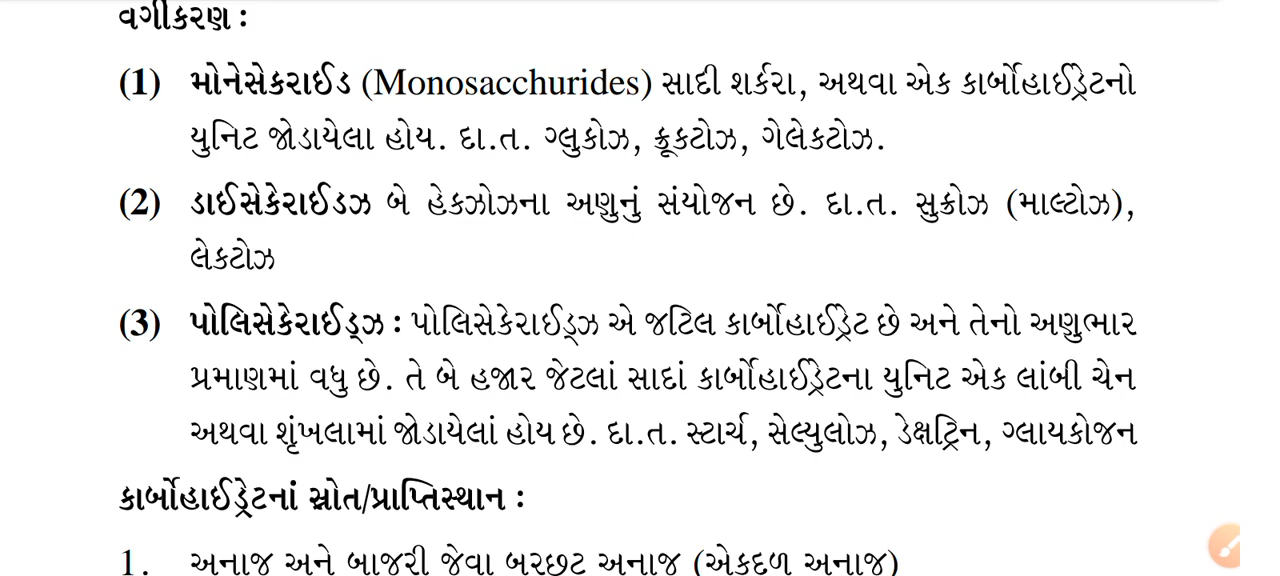 વગીકરણ :
(1) મોનેસેકરાઈડ (Monosacchurides) સાદી શર્કરા, અથવા એક કાર્બોહાઈડ્રેટનો
યુનિટ જોડાયેલા હોય. દા.ત. ગ્લુકોઝ, ફ્રૂકટોઝ, ગેલેકટોઝ.
(2) ડાઈસેકેરાઈડઝ બે હેકઝોઝના અણુનું સંયોજન છે. દા.ત. સુક્રોઝ (માલ્ટોઝ),
લેકટોઝ
(3) પોલિસેકેરાઈડ્ઝ : પોલિસેકેરાઈડ્ઝ એ જટિલ કાર્બોહાઈડ્રેટ છે અને તેનો અણુભાર
પ્રમાણમાં વધુ છે. તે બે હજાર જેટલાં સાદાં કાર્બોહાઈડ્રેટના યુનિટ એક લાંબી ચેન
અથવા શૃંખલામાં જોડાયેલાં હોય છે. દા.ત. સ્ટાર્ચ, સેલ્યુલોઝ, ડેક્ષટ્રિન, ગ્લાયકોજન
કાર્બોહાઈડ્રેટનાં સ્રોત/પ્રાપ્તિસ્થાન :
1. અનાજ અને બાજરી જેવા બરછટ અનાજ (એકદળ અનાજ)